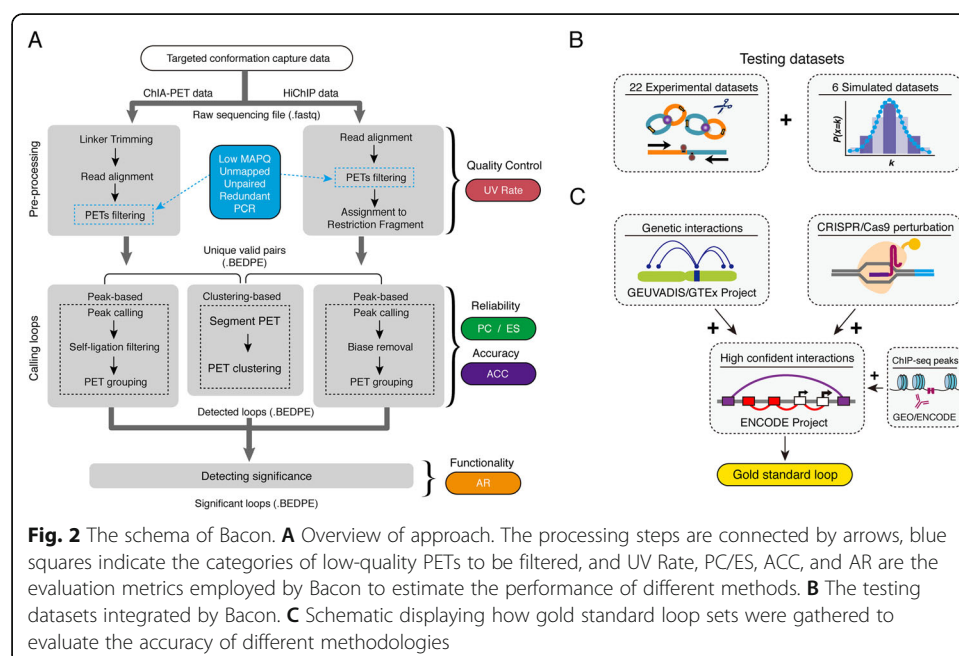 A
Targeted conformation capture data
ChIA-PET data
HiChIP data
Raw sequencing file (.fastq)
Pre-processing
Linker Trimming
Read alignment
PETs filtering
Low MAPQ
Unmapped
Unpaired
Redundant
PCR
Read alignment
PETs filtering
Assignment to
Restriction Fragment
Quality Control
UV Rate
Unique valid pairs
(.BEDPE)
Calling loops
Peak-based
Peak calling
Self-ligation filtering
PET grouping
Clustering-based
Segment PET
PET clustering
Peak-based
Peak calling
Biase removal
PET grouping
Reliability
PC / ES
Accuracy
ACC
Detected loops (.BEDPE)
Detecting significance
Functionality
AR
Significant loops (.BEDPE)
B
Testing datasets
22 Experimental datasets
+
6 Simulated datasets
P(x=k)
k
C
Genetic interactions
GEUVADIS/GTEx Project
CRISPR/Cas9 perturbation
+
+
High confident interactions
ENCODE Project
+
ChIP-seq peaks
GEO/ENCODE
Gold standard loop
Fig. 2 The schema of Bacon. A Overview of approach. The processing steps are connected by arrows, blue
squares indicate the categories of low-quality PETs to be filtered, and UV Rate, PC/ES, ACC, and AR are the
evaluation metrics employed by Bacon to estimate the performance of different methods. B The testing
datasets integrated by Bacon. C Schematic displaying how gold standard loop sets were gathered to
evaluate the accuracy of different methodologies